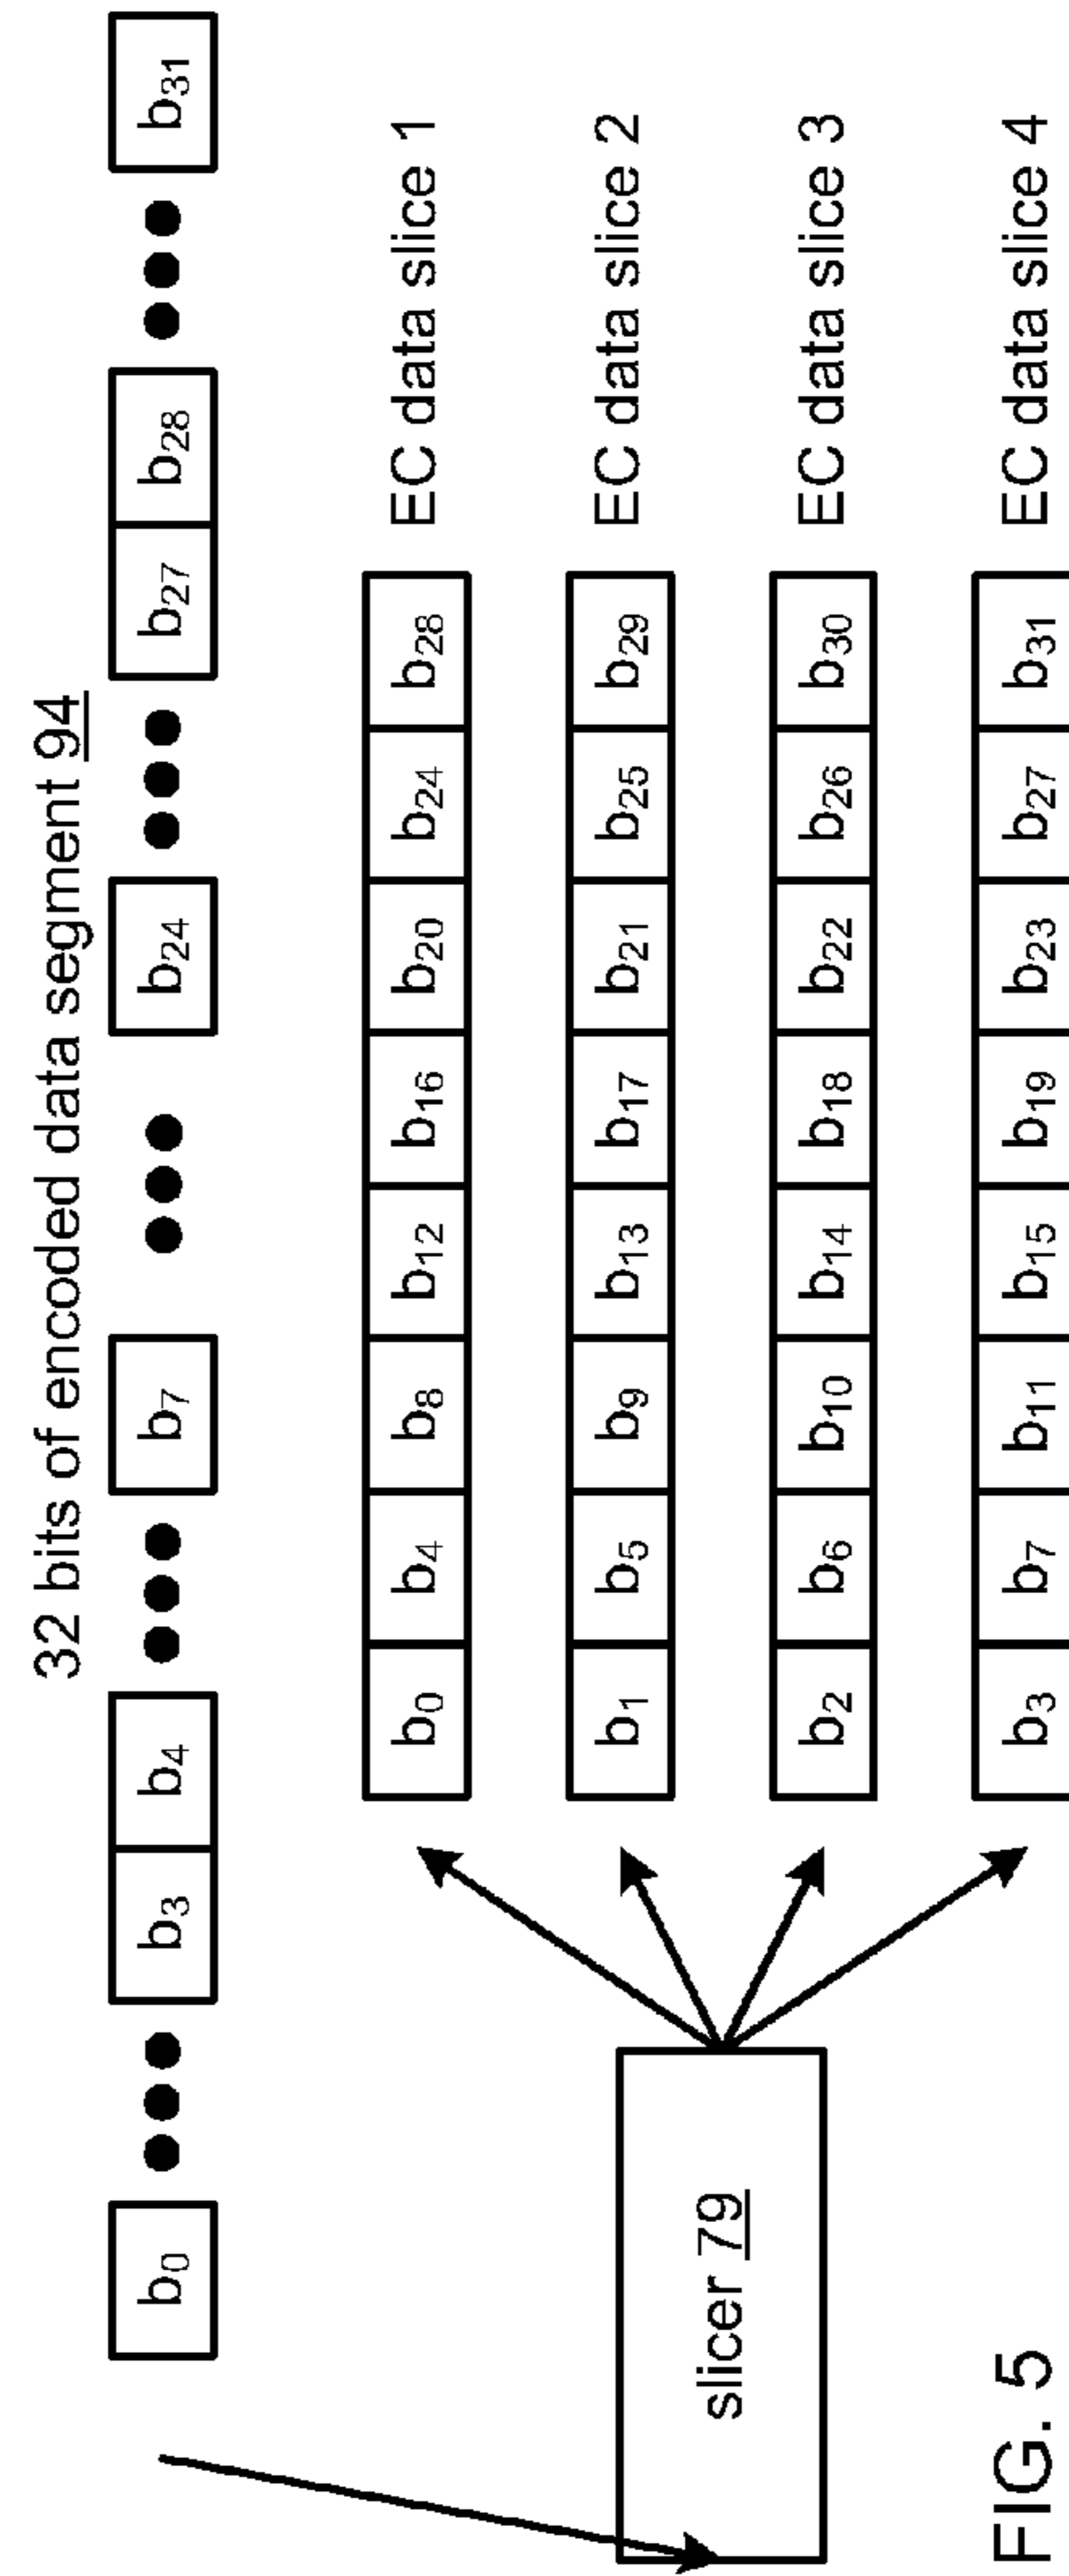 32 bits of encoded data segment 94
b0 b3 b4 b7 b24 b27 b28 b31
b0 b4 b8 b12 b16 b20 b24 b28 EC data slice 1
b1 b5 b9 b13 b17 b21 b25 b29 EC data slice 2
slicer 79
b2 b6 b10 b14 b18 b22 b26 b30 EC data slice 3
b3 b7 b11 b15 b19 b23 b27 b31 EC data slice 4
FIG. 5